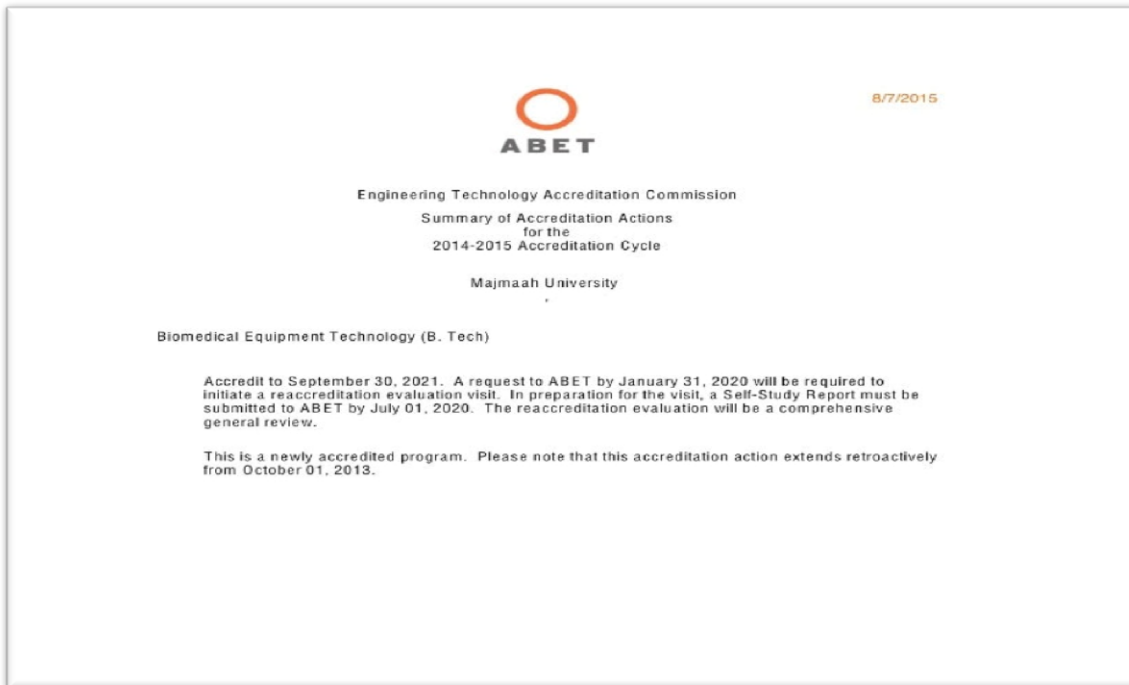 8/7/2015
ABET
Engineering Technology Accreditation Commission
Summary of Accreditation Actions
for the
2014-2015 Accreditation Cycle
Majmaah University
,
Biomedical Equipment Technology (B. Tech)
Accredit to September 30, 2021. A request to ABET by January 31, 2020 will be required to
initiate a reaccreditation evaluation visit. In preparation for the visit, a Self-Study Report must be
submitted to ABET by July 01, 2020. The reaccreditation evaluation will be a comprehensive
general review.
This is a newly accredited program. Please note that this accreditation action extends retroactively
from October 01, 2013.